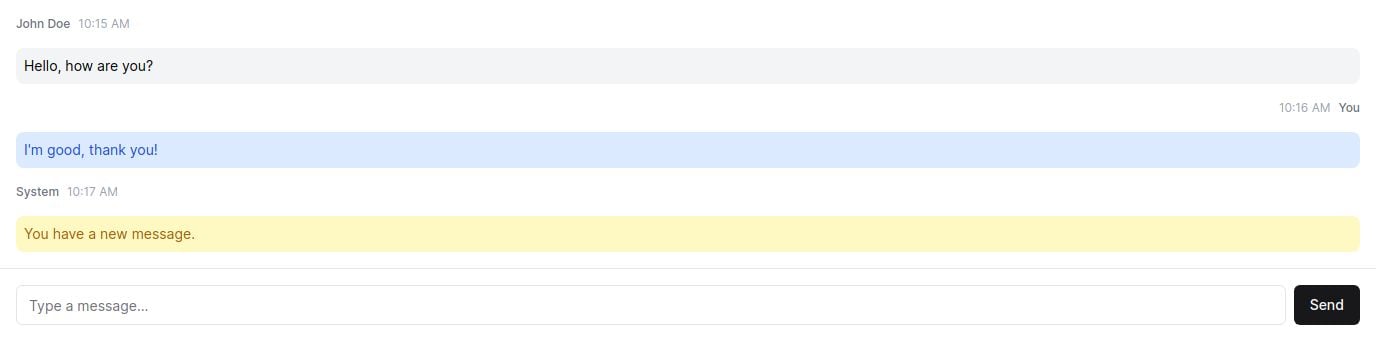 John Doe 10:15 AM
Hello, how are you?
10:16 AM You
I'm good, thank you!
System 10:17 AM
You have a new message.
Type a message... Send